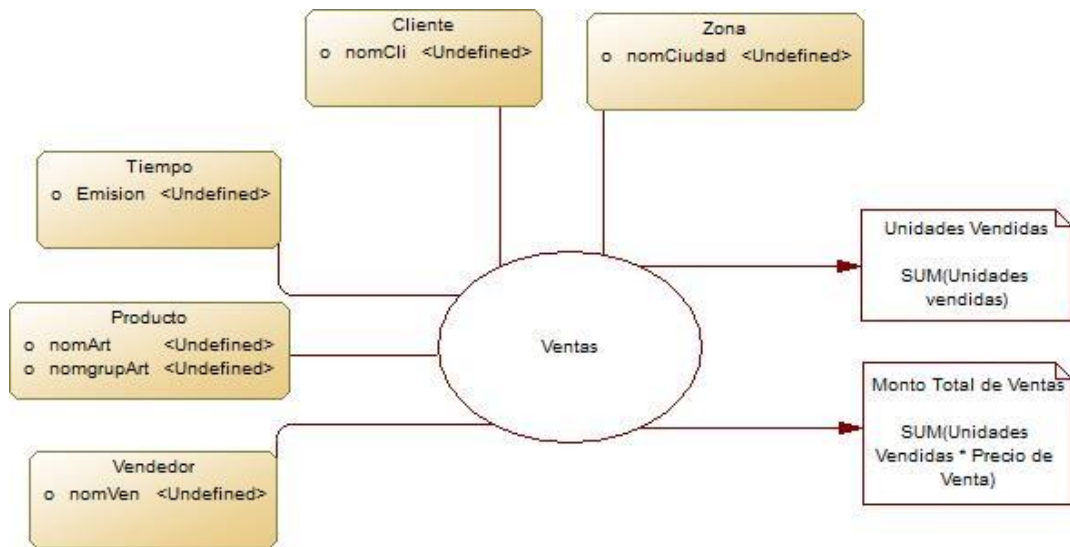 Cliente
o nomCli <Undefined>
Zona
o nomCiudad <Undefined>
Tiempo
o Emision <Undefined>
Producto
o nomArt <Undefined>
o nomgrupArt <Undefined>
Vendedor
o nomVen <Undefined>
Ventas
Unidades Vendidas
SUM(Unidades
vendidas)
Monto Total de Ventas
SUM(Unidades
Vendidas * Precio de
Venta)